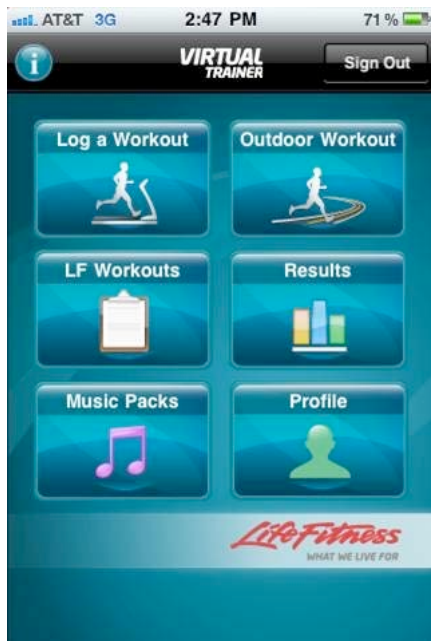 AT&T 3G 2:47 PM 71 %
i VIRTUAL TRAINER Sign Out
Log a Workout Outdoor Workout
LF Workouts Results
Music Packs Profile
LifeFitness
WHAT WE LIVE FOR